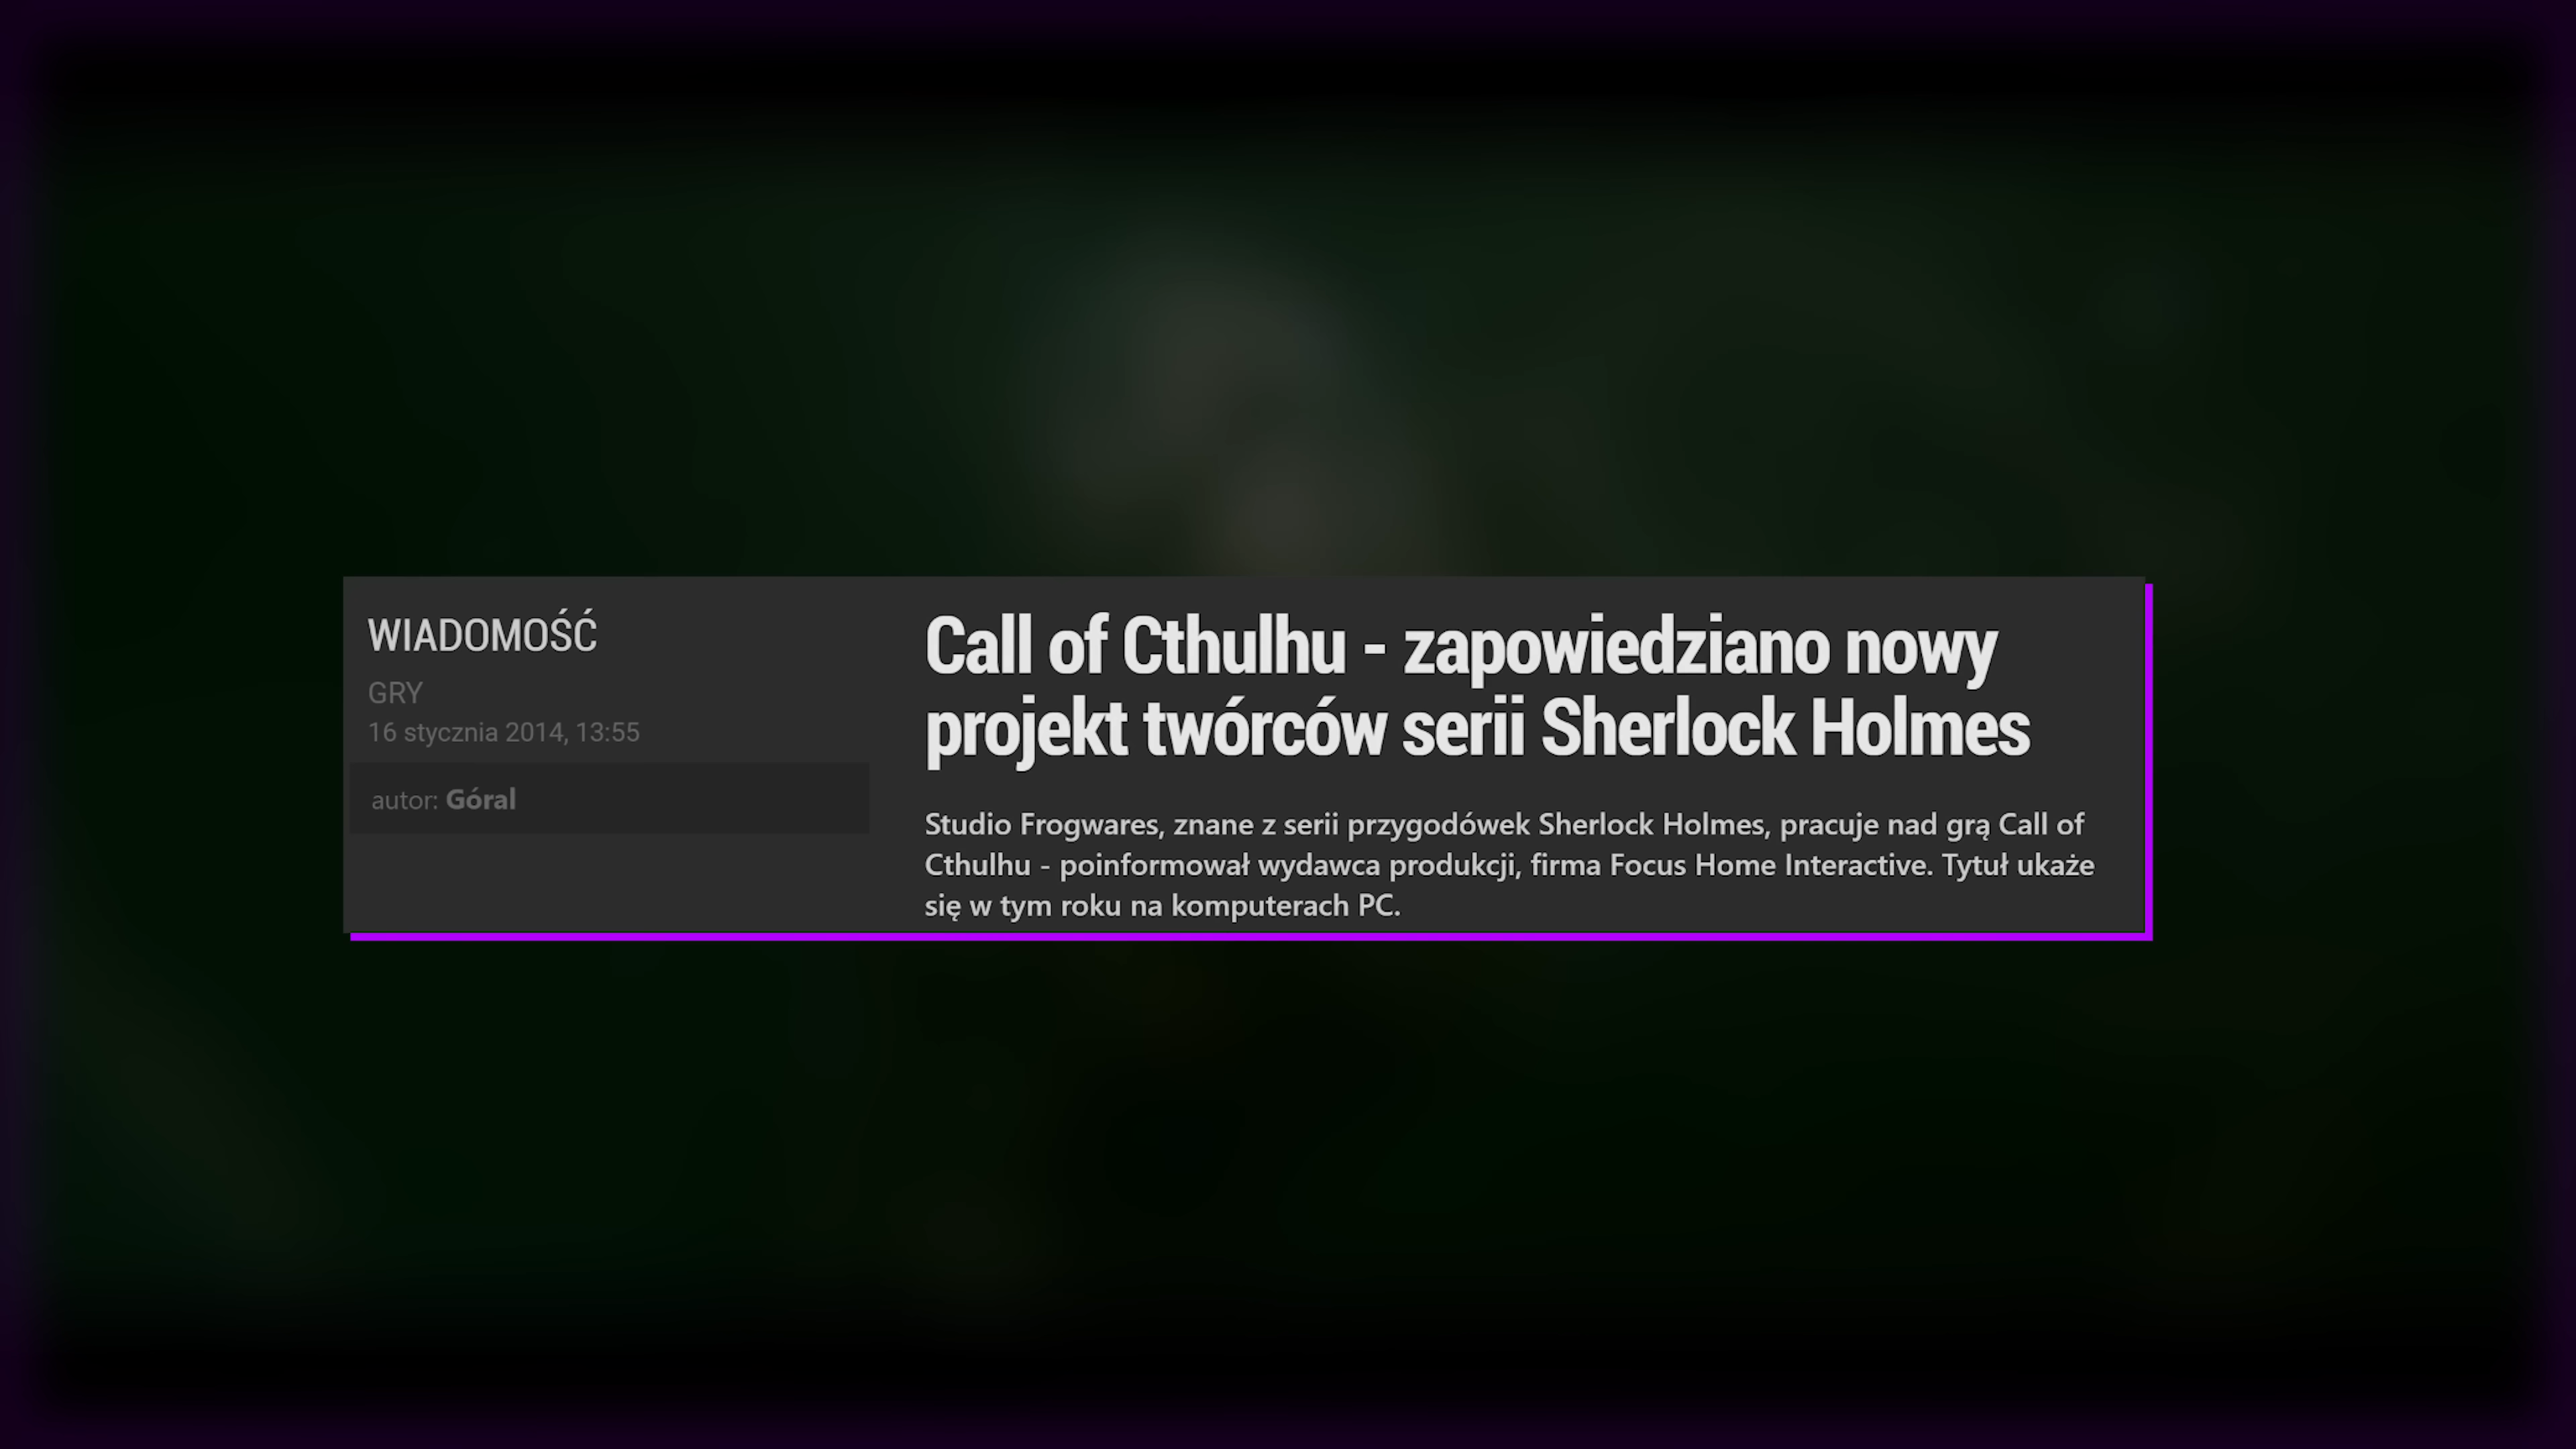 WIADOMOŚĆ
GRY
16 stycznia 2014, 13:55
autor: Góral
Call of Cthulhu - zapowiedziano nowy
projekt twórców serii Sherlock Holmes
Studio Frogwares, znane z serii przygodówek Sherlock Holmes, pracuje nad grą Call of
Cthulhu - poinformował wydawca produkcji, firma Focus Home Interactive. Tytuł ukaże
się w tym roku na komputerach PC.